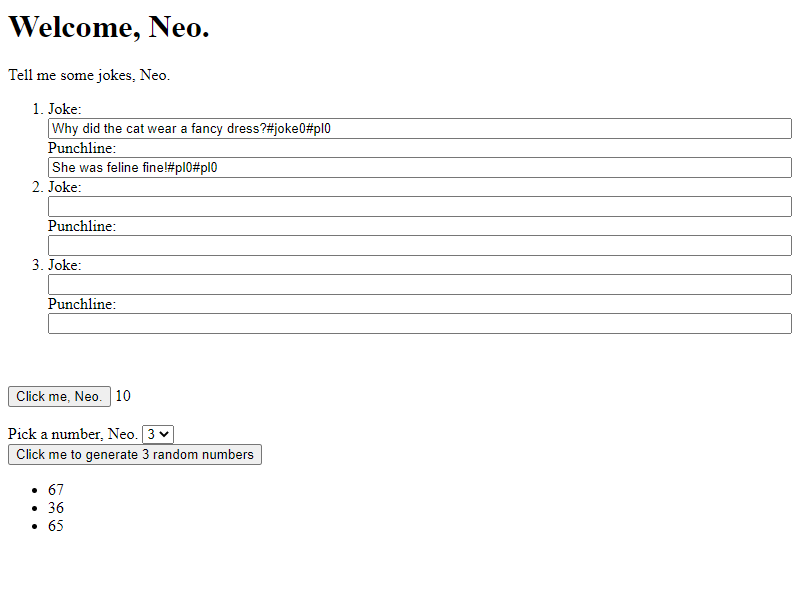 Welcome, Neo.
Tell me some jokes, Neo.
1. Joke:
Why did the cat wear a fancy dress?#joke0#pl0
Punchline:
She was feline fine!#pl0#pl0
2. Joke:
Punchline:
3. Joke:
Punchline:
Click me, Neo. 10
Pick a number, Neo. 3
Click me to generate 3 random numbers
67
36
65